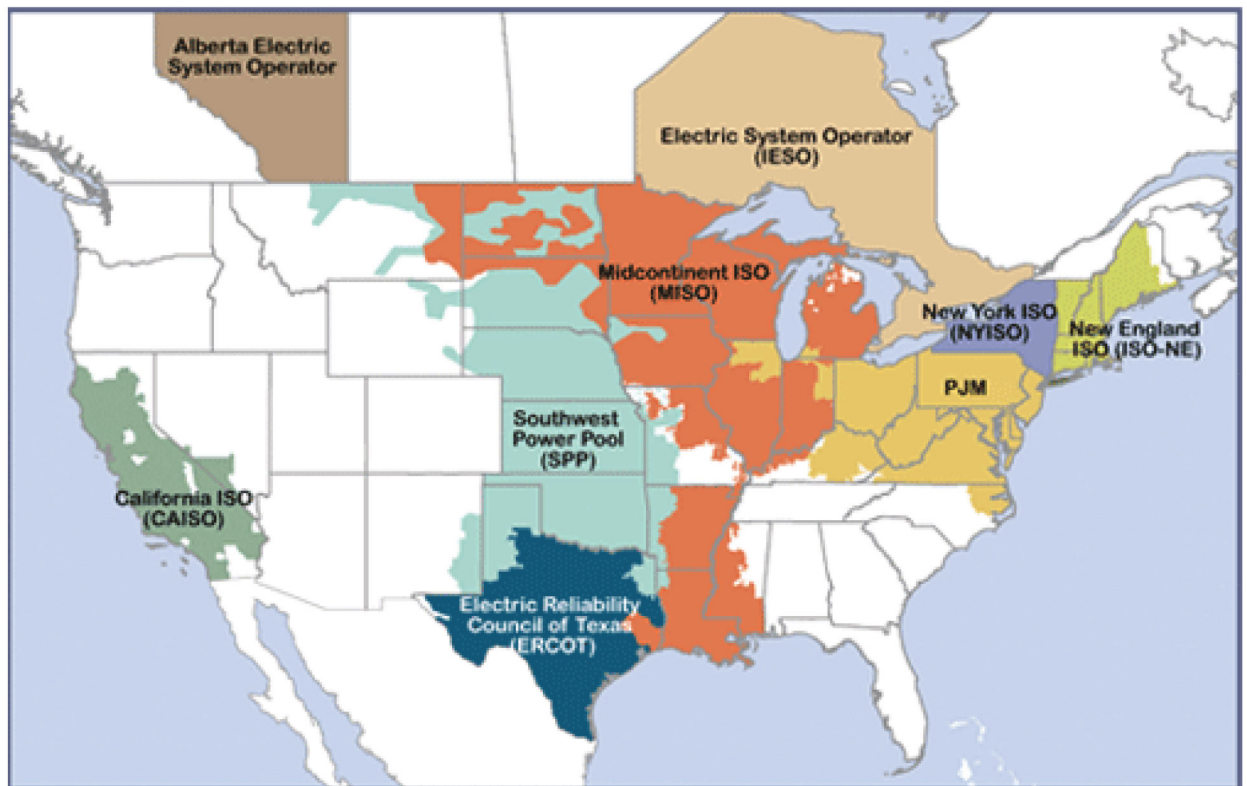 Alberta Electric
System Operator
Electric System Operator
(IESO)
Midcontinent ISO
(MISO)
New York ISO
(NYISO)
New England
ISO (ISO-NE)
PJM
Southwest
Power Pool
(SPP)
California ISO
(CAISO)
Electric Reliability
Council of Texas
(ERCOT)